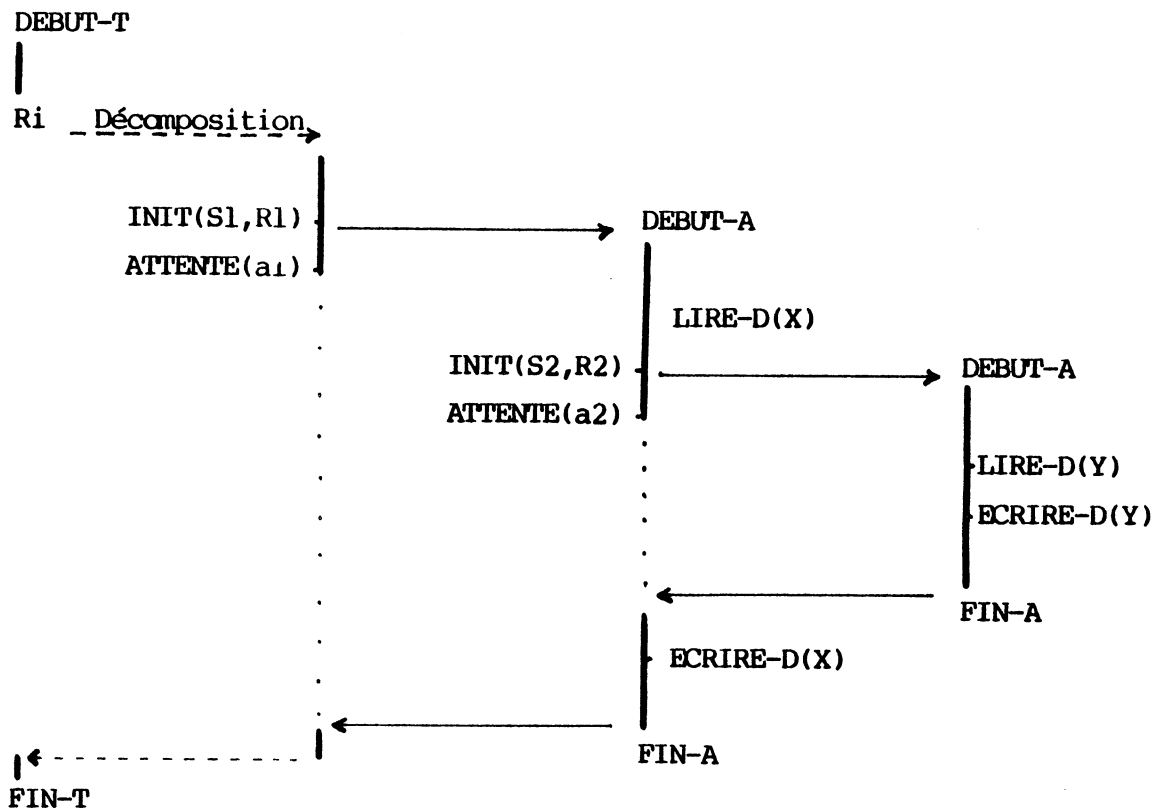 DEBUT-T
Ri Décomposition
INIT(S1,R1)
DEBUT-A
ATTENTE(a1)
LIRE-D(X)
INIT(S2,R2)
DEBUT-A
ATTENTE(a2)
LIRE-D(Y)
ECRIRE-D(Y)
FIN-A
ECRIRE-D(X)
FIN-A
FIN-T